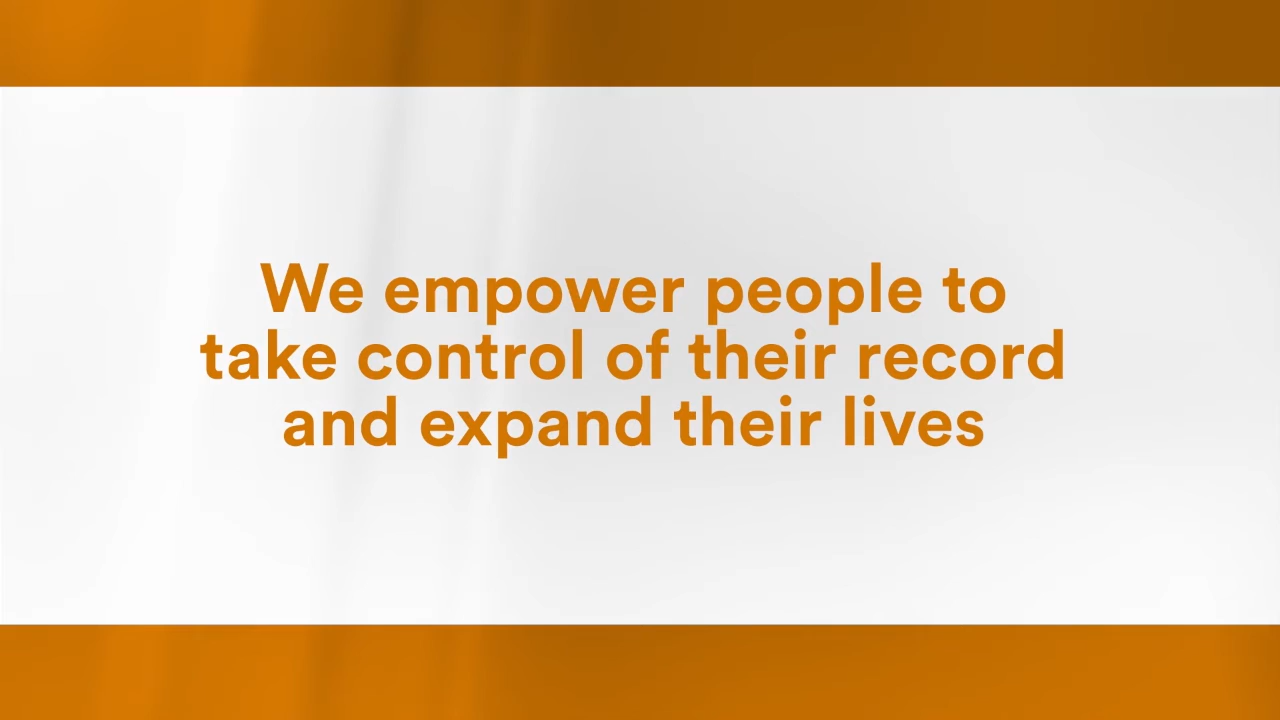 We empower people to
take control of their record
and expand their lives